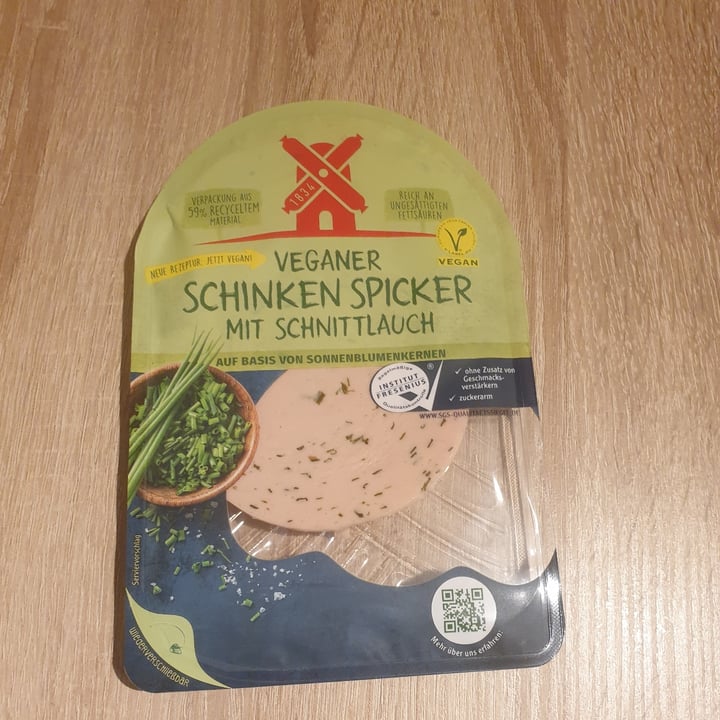 1834
VERPACKUNG AUS
59% RECYCELTEM
MATERIAL
REICH AN
UNGESÄTTIGTEN
FETTSÄUREN
VEGAN
NEUE REZEPTUR, JETZT VEGAN!
VEGANER
SCHINKEN SPICKER
MIT SCHNITTLAUCH
AUF BASIS VON SONNENBLUMENKERNEN
Regelmäßige
INSTITUT
FRESENIUS
Qualitätskontrolle
®
✓ ohne Zusatz von
Geschmacks-
verstärkern
✓ zuckerarm
WWW.SGS-QUALITAETSSIEGEL.DE
Serviervorschlag
WIEDERVERSCHLIEßBAR
Mehr über uns erfahren: